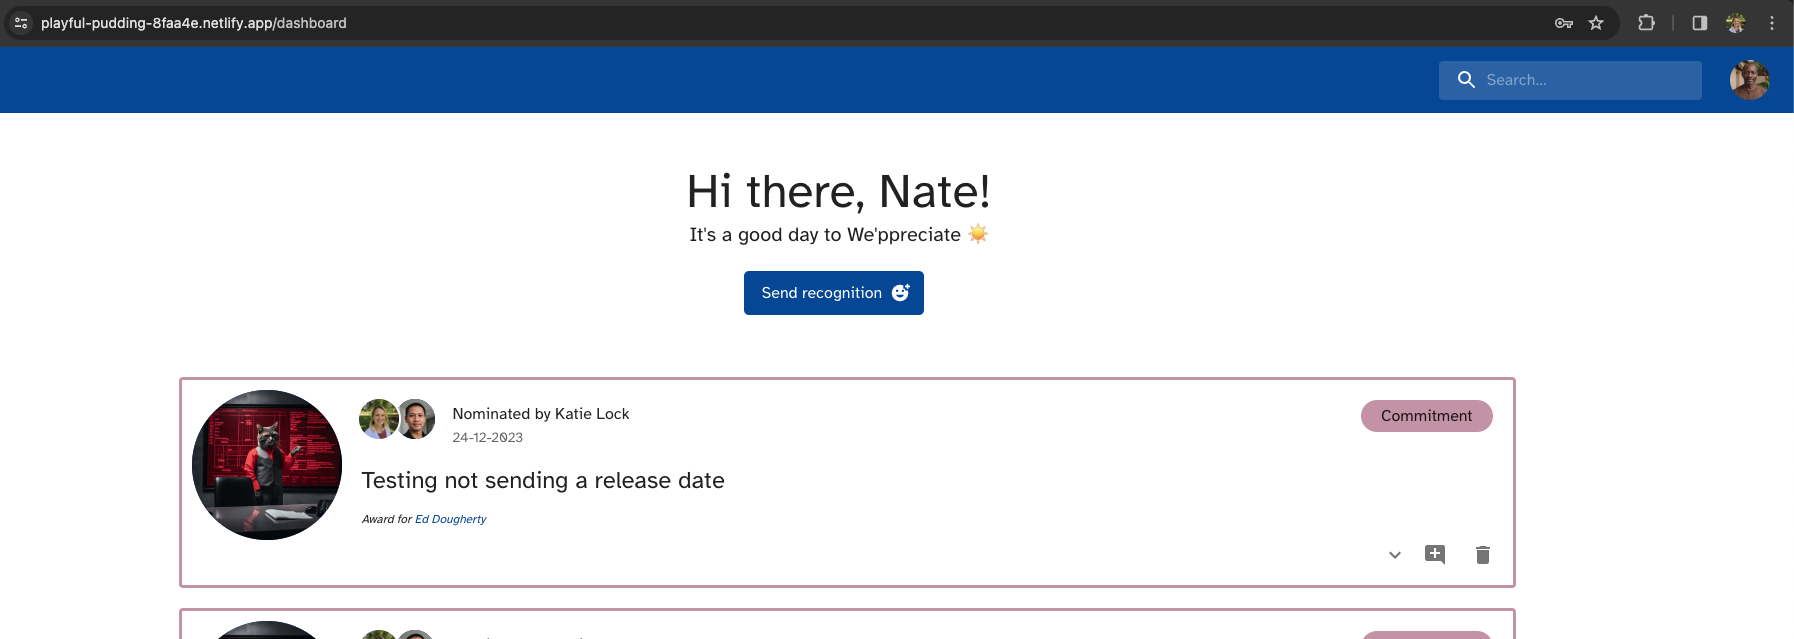 playful-pudding-8faa4e.netlify.app/dashboard
Search...
Hi there, Nate!
It's a good day to We'ppreciate ☀️
Send recognition
Nominated by Katie Lock
Commitment
24-12-2023
Testing not sending a release date
Award for Ed Dougherty